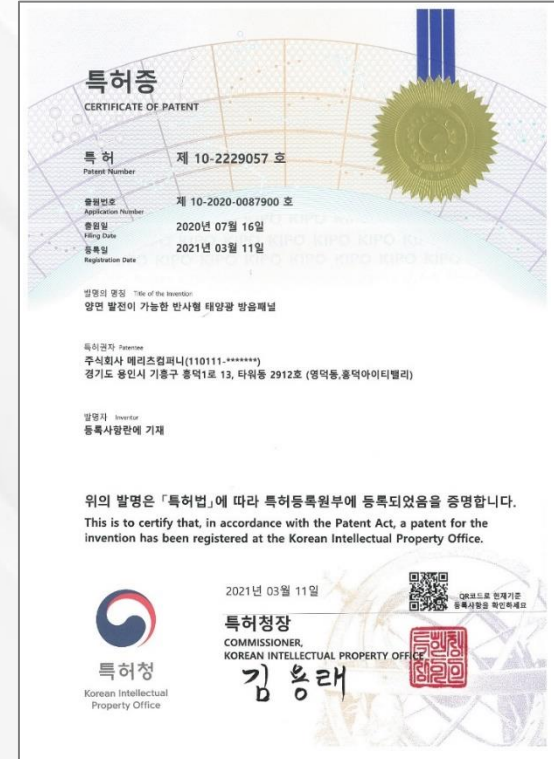 특허증
CERTIFICATE OF PATENT
특 허 제 10-2229057 호
Patent Number
출원번호 제 10-2020-0087900 호
Application Number
출원일 2020년 07월 16일
Filing Date
등록일 2021년 03월 11일
Registration Date
발명의 명칭 Title of the Invention
양면 발전이 가능한 반사형 태양광 방음패널
특허권자 Patentee
주식회사 메리츠컴퍼니(110111-*******)
경기도 용인시 기흥구 흥덕1로 13, 타워동 2912호 (영덕동,흥덕아이티밸리)
발명자 Inventor
등록사항란에 기재
위의 발명은 「특허법」에 따라 특허등록원부에 등록되었음을 증명합니다.
This is to certify that, in accordance with the Patent Act, a patent for the
invention has been registered at the Korean Intellectual Property Office.
2021년 03월 11일
QR코드로 현재기준
등록사항을 확인하세요
특허청장
COMMISSIONER,
KOREAN INTELLECTUAL PROPERTY OFFICE
김용래
특허청
Korean Intellectual
Property Office